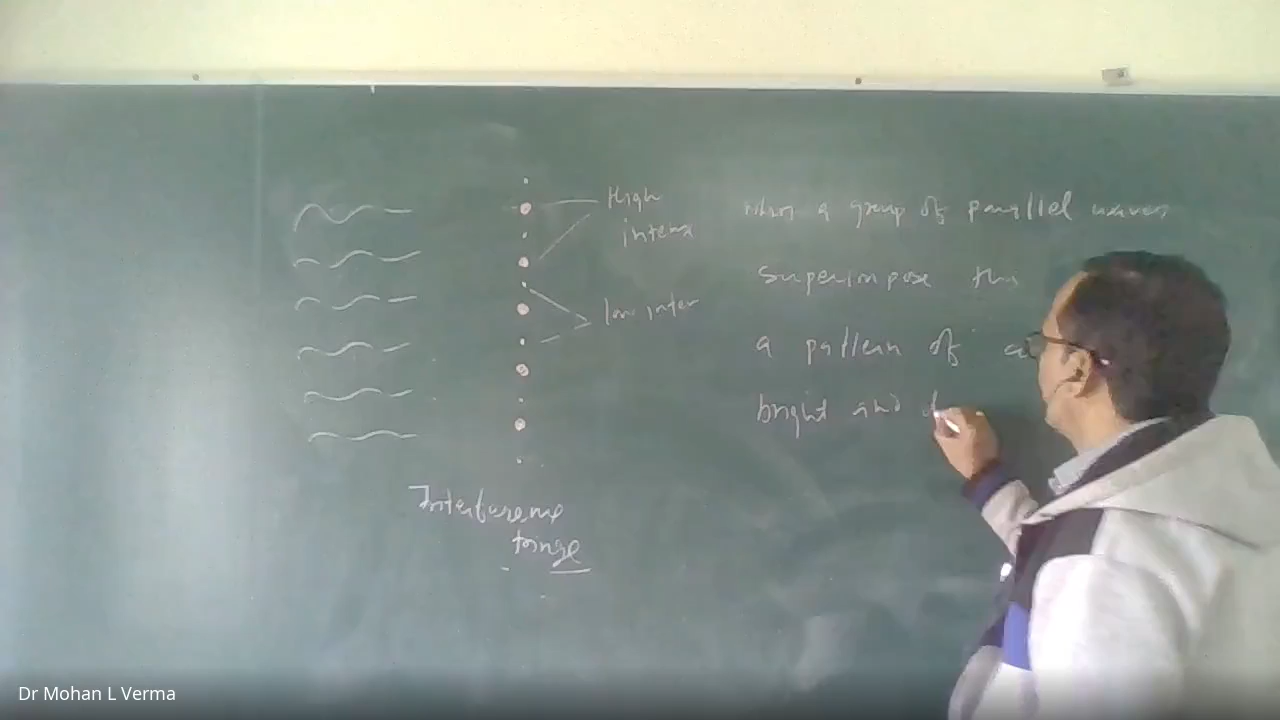 High
intens
low inter
Interference
fringe
when a group of parallel waves
Superimpose the
a pattern of
bright and
Dr Mohan L Verma